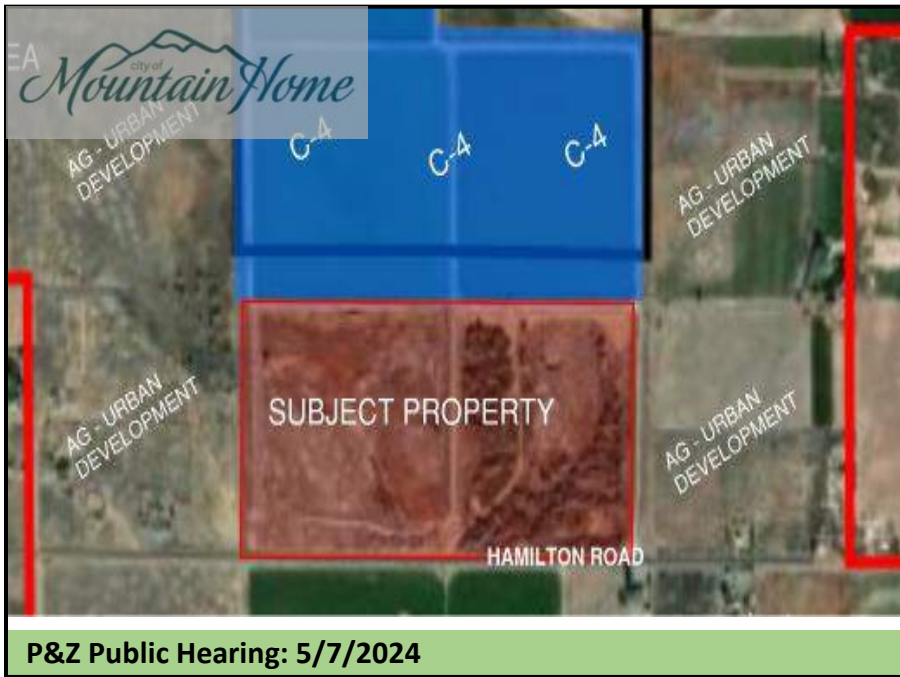 EA
city of
Mountain Home
AG - URBAN
DEVELOPMENT
C-4
C-4
C-4
AG - URBAN
DEVELOPMENT
AG - URBAN
DEVELOPMENT
SUBJECT PROPERTY
AG - URBAN
DEVELOPMENT
HAMILTON ROAD
P&Z Public Hearing: 5/7/2024